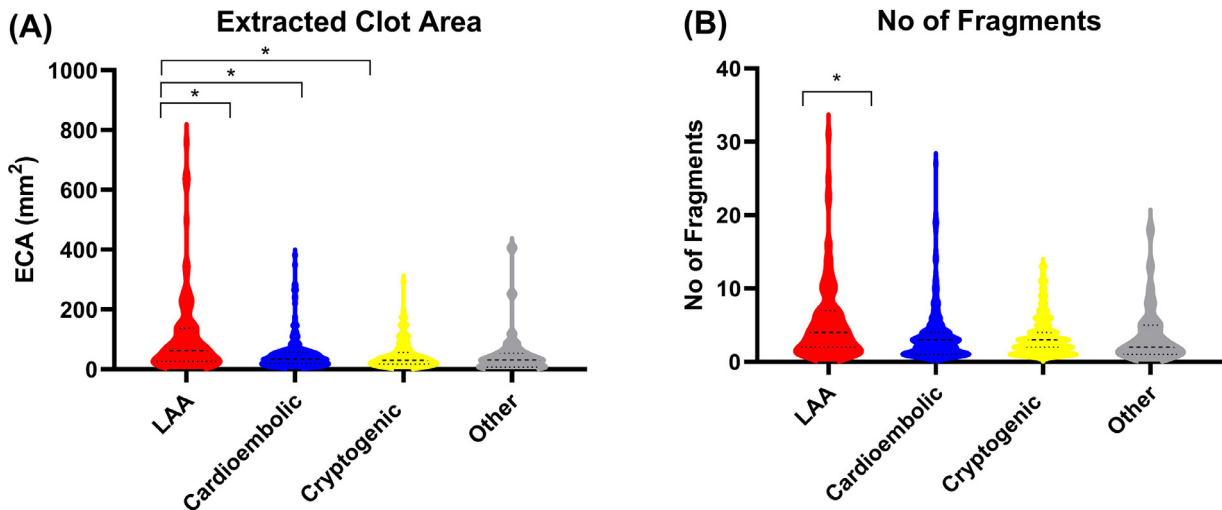 (A)
Extracted Clot Area
*
*
*
1000
800
600
400
200
0
ECA (mm²)
LAA
Cardioembolic
Cryptogenic
Other
(B)
No of Fragments
*
40
30
20
10
0
No of Fragments
LAA
Cardioembolic
Cryptogenic
Other